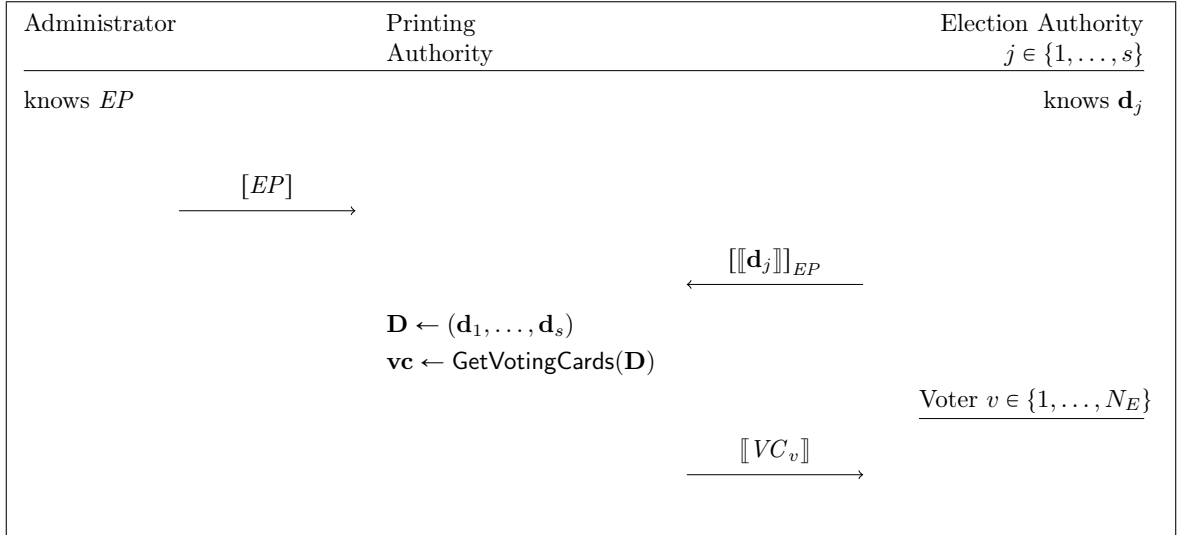 Administrator Printing Authority Election Authority
j ∈ {1, . . . , s}
knows EP knows d_j
[EP]
[⟦d_j⟧]_EP
D ← (d_1, . . . , d_s)
vc ← GetVotingCards(D)
Voter v ∈ {1, . . . , N_E}
⟦VC_v⟧